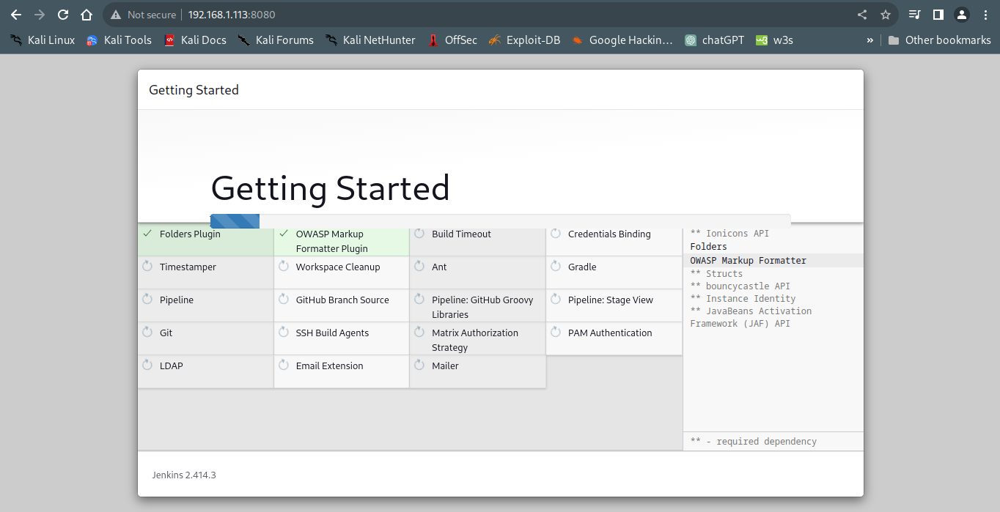 Not secure 192.168.1.113:8080
Kali Linux Kali Tools Kali Docs Kali Forums Kali NetHunter OffSec Exploit-DB Google Hackin… chatGPT w3s » Other bookmarks
Getting Started
Getting Started
Folders Plugin
OWASP Markup
Formatter Plugin
Build Timeout
Credentials Binding
Timestamper
Workspace Cleanup
Ant
Gradle
Pipeline
GitHub Branch Source
Pipeline: GitHub Groovy
Libraries
Pipeline: Stage View
Git
SSH Build Agents
Matrix Authorization
Strategy
PAM Authentication
LDAP
Email Extension
Mailer
** Ionicons API
Folders
OWASP Markup Formatter
** Structs
** bouncycastle API
** Instance Identity
** JavaBeans Activation
Framework (JAF) API
** - required dependency
Jenkins 2.414.3